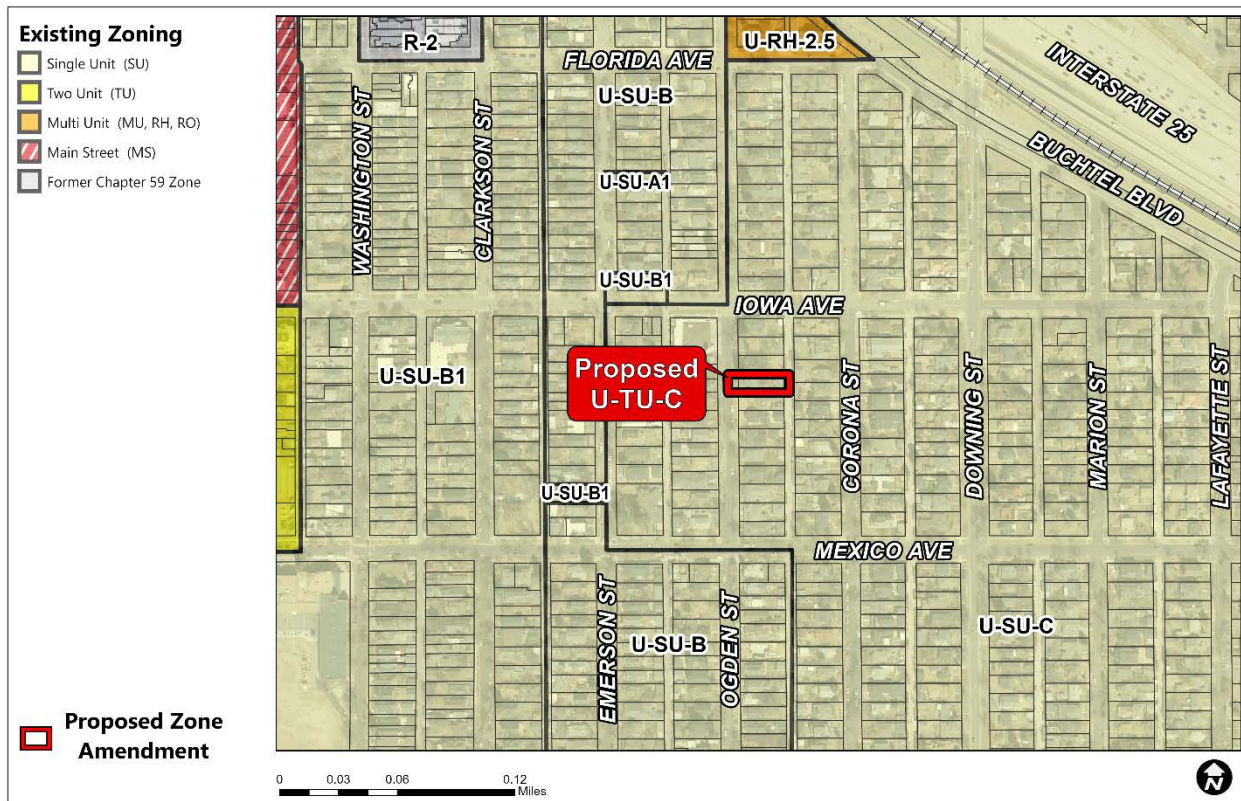 Existing Zoning
Single Unit (SU)
Two Unit (TU)
Multi Unit (MU, RH, RO)
Main Street (MS)
Former Chapter 59 Zone
R-2
U-RH-2.5
FLORIDA AVE
INTERSTATE 25
U-SU-B
BUCHTEL BLVD
WASHINGTON ST
CLARKSON ST
U-SU-A1
U-SU-B1
IOWA AVE
U-SU-B1
Proposed
U-TU-C
CORONA ST
DOWNING ST
MARION ST
LAFAYETTE ST
U-SU-B1
MEXICO AVE
EMERSON ST
U-SU-B
OGDEN ST
U-SU-C
Proposed Zone
Amendment
0 0.03 0.06 0.12
Miles
N